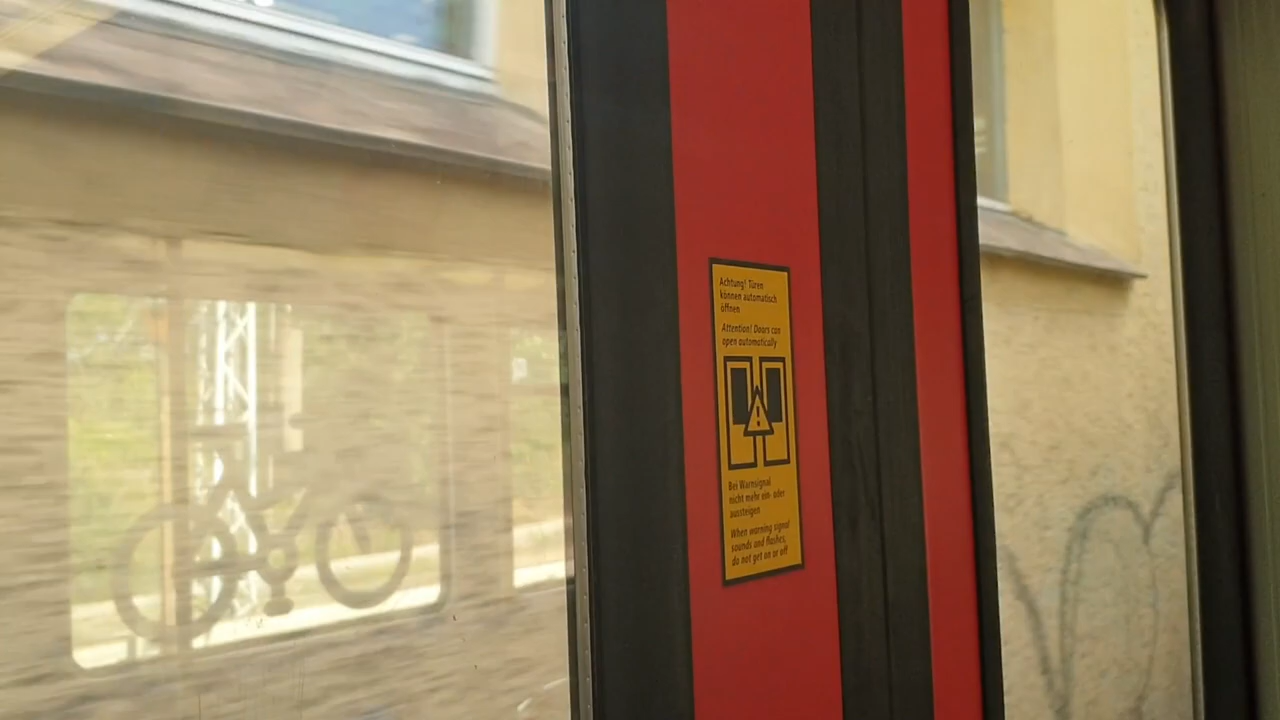 Achtung! Türen
können automatisch
öffnen
Attention! Doors can
open automatically
Bei Warnsignal
nicht mehr ein- oder
aussteigen
When warning signal
sounds and flashes,
do not get on or off